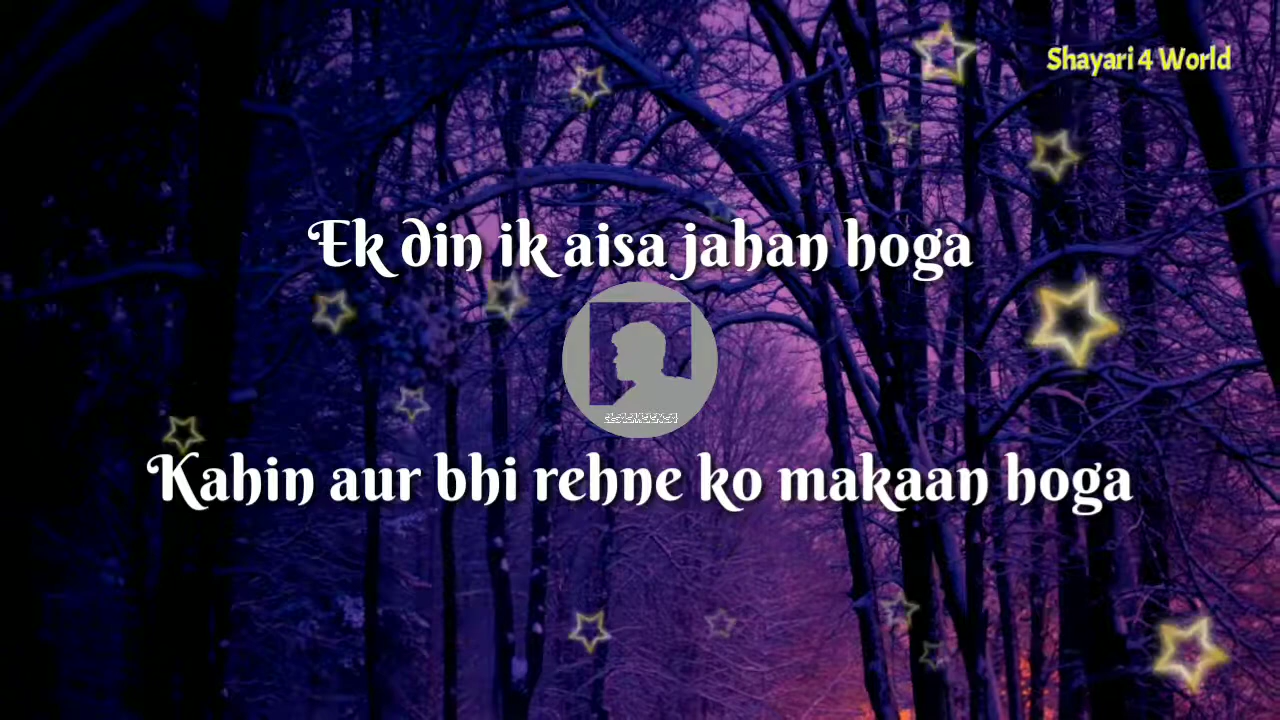 Shayari 4 World
Ek din ik aisa jahan hoga
Kahin aur bhi rehne ko makaan hoga